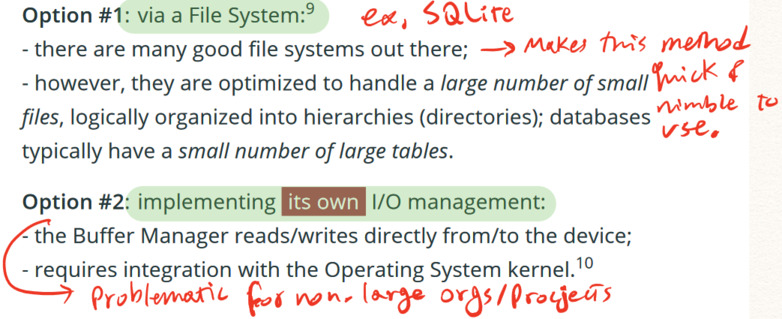 Option #1: via a File System:9 ex, SQLite
- there are many good file systems out there; → Makes this method
- however, they are optimized to handle a large number of small quick &
files, logically organized into hierarchies (directories); databases nimble to
typically have a small number of large tables. use.
Option #2: implementing its own I/O management:
- the Buffer Manager reads/writes directly from/to the device;
- requires integration with the Operating System kernel.10
→ Problematic for non-large orgs/Projects